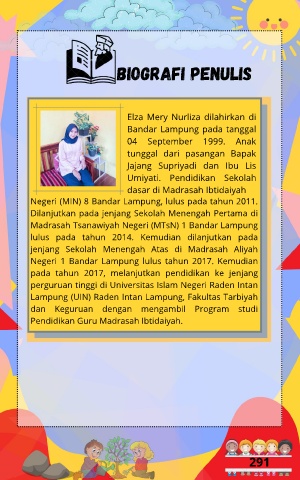 BIOGRAFI PENULIS
Elza Mery Nurliza dilahirkan di
Bandar Lampung pada tanggal
04 September 1999. Anak
tunggal dari pasangan Bapak
Jajang Supriyadi dan Ibu Lis
Umiyati. Pendidikan Sekolah
dasar di Madrasah Ibtidaiyah
Negeri (MIN) 8 Bandar Lampung, lulus pada tahun 2011.
Dilanjutkan pada jenjang Sekolah Menengah Pertama di
Madrasah Tsanawiyah Negeri (MTsN) 1 Bandar Lampung
lulus pada tahun 2014. Kemudian dilanjutkan pada
jenjang Sekolah Menengah Atas di Madrasah Aliyah
Negeri 1 Bandar Lampung lulus tahun 2017. Kemudian
pada tahun 2017, melanjutkan pendidikan ke jenjang
perguruan tinggi di Universitas Islam Negeri Raden Intan
Lampung (UIN) Raden Intan Lampung, Fakultas Tarbiyah
dan Keguruan dengan mengambil Program studi
Pendidikan Guru Madrasah Ibtidaiyah.
291